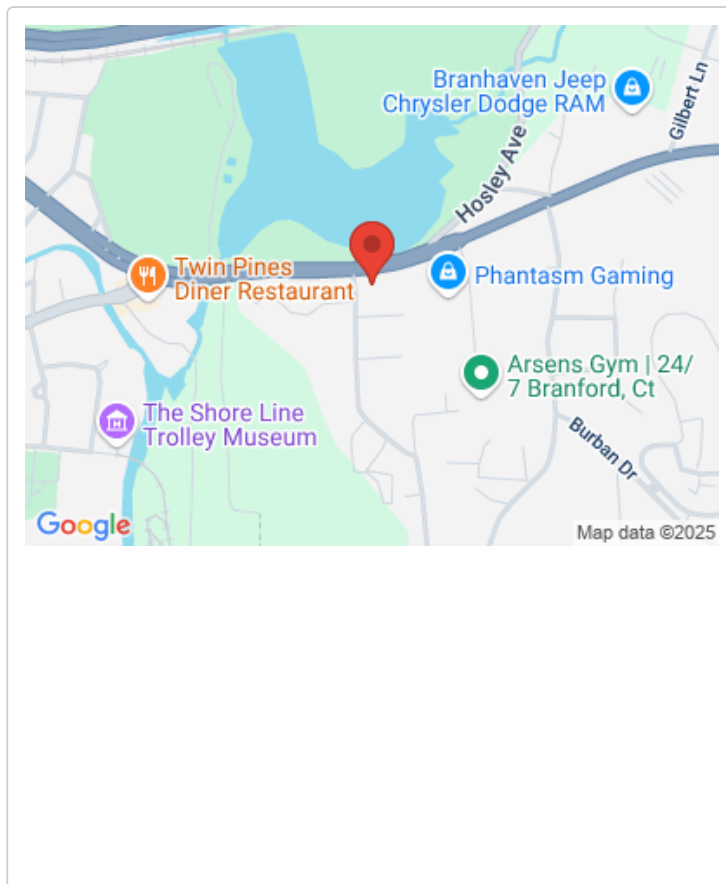 Branhaven Jeep
Chrysler Dodge RAM
Gilbert Ln
Hosley Ave
Twin Pines
Diner Restaurant
Phantasm Gaming
Arsens Gym | 24/
7 Branford, Ct
The Shore Line
Trolley Museum
Burban Dr
Google
Map data ©2025